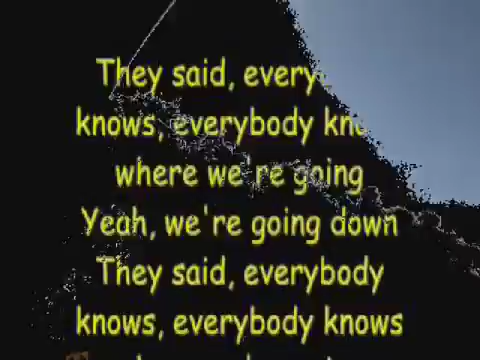 They said, every
knows, everybody kno
where we're going
Yeah, we're going down
They said, everybody
knows, everybody knows